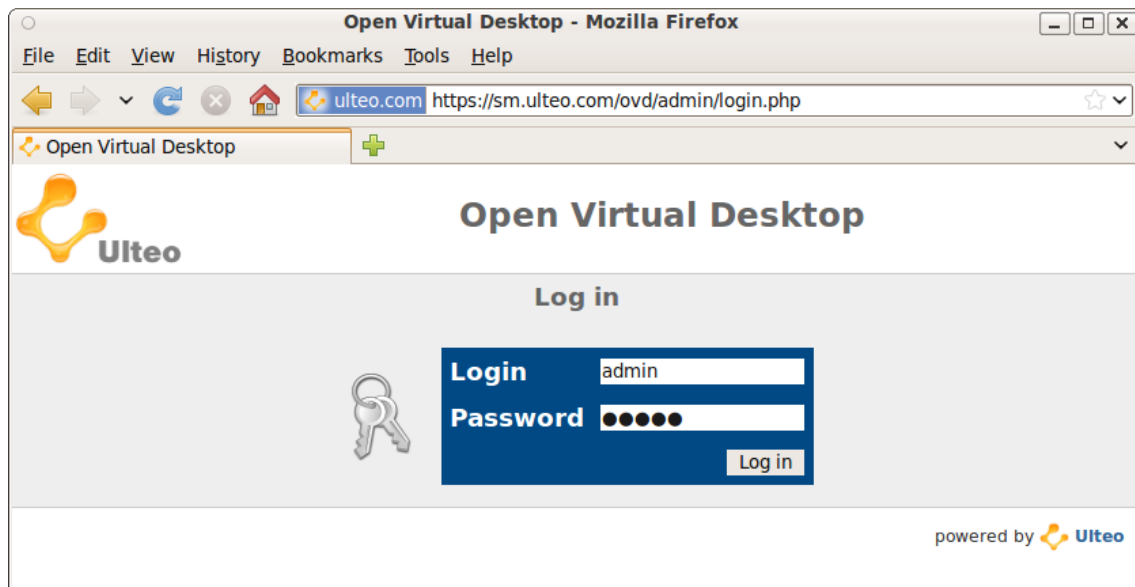 Open Virtual Desktop - Mozilla Firefox
File Edit View History Bookmarks Tools Help
ulteo.com https://sm.ulteo.com/ovd/admin/login.php
Open Virtual Desktop
Ulteo
Open Virtual Desktop
Log in
Login admin
Password ●●●●●
Log in
powered by Ulteo